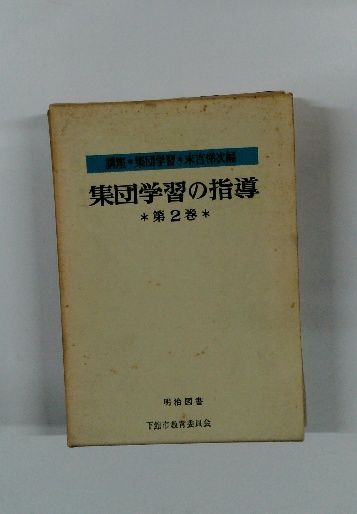 講座*集団学習*末吉悌次編
集団学習の指導
*第2巻*
明治図書
下館市教育委員会